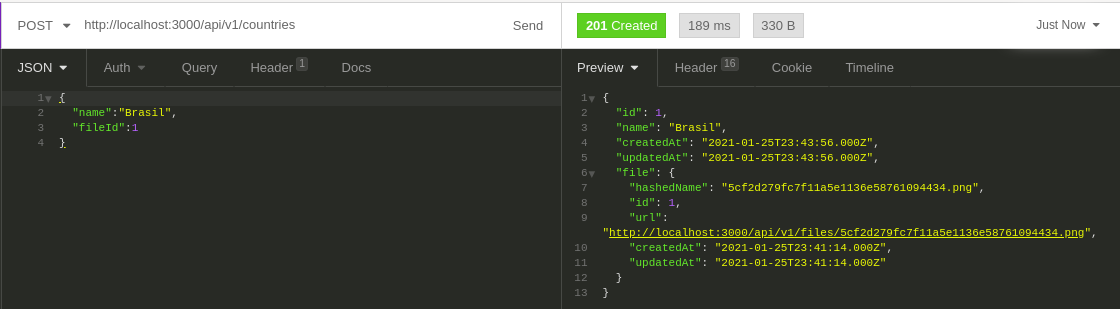 POST http://localhost:3000/api/v1/countries Send
201 Created 189 ms 330 B Just Now
JSON Auth Query Header 1 Docs
Preview Header 16 Cookie Timeline
1 {
2 "name":"Brasil",
3 "fileId":1
4 }
1 {
2 "id": 1,
3 "name": "Brasil",
4 "createdAt": "2021-01-25T23:43:56.000Z",
5 "updatedAt": "2021-01-25T23:43:56.000Z",
6 "file": {
7 "hashedName": "5cf2d279fc7f11a5e1136e58761094434.png",
8 "id": 1,
9 "url":
"http://localhost:3000/api/v1/files/5cf2d279fc7f11a5e1136e58761094434.png",
10 "createdAt": "2021-01-25T23:41:14.000Z",
11 "updatedAt": "2021-01-25T23:41:14.000Z"
12 }
13 }